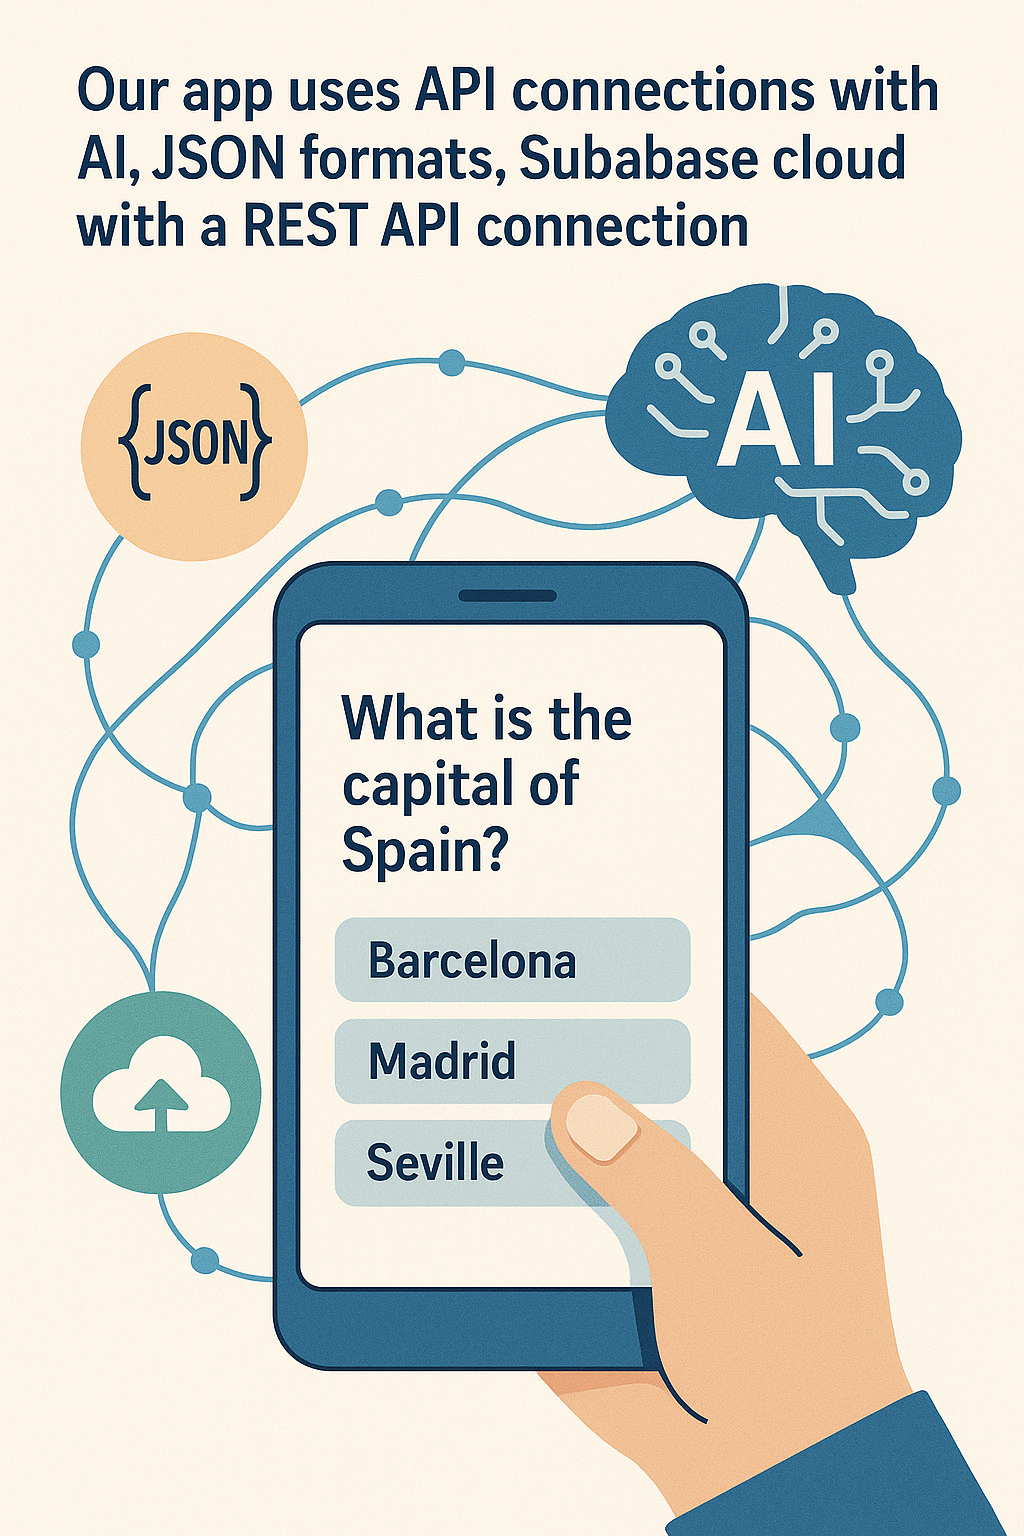 Our app uses API connections with
AI, JSON formats, Subabase cloud
with a REST API connection
{JSON}
AI
What is the
capital of
Spain?
Barcelona
Madrid
Seville